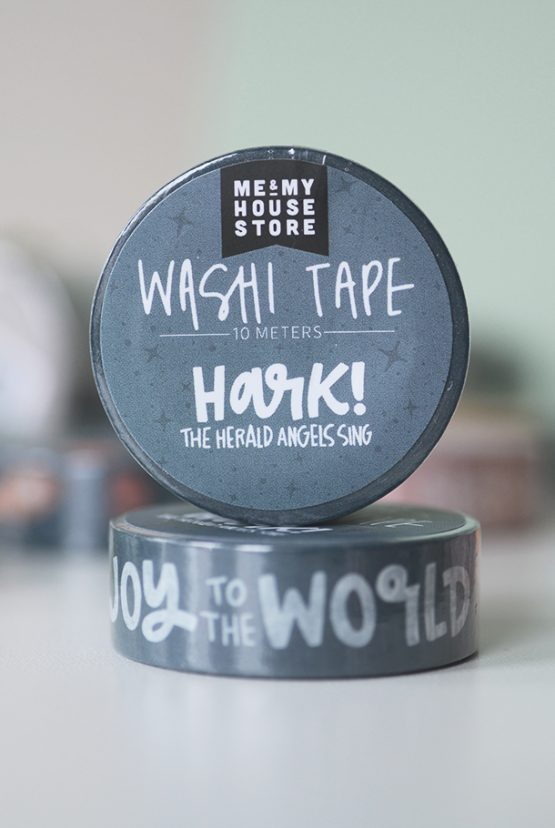 ME&MY
HOUSE
STORE
WASHI TAPE
10 METERS
Hark!
THE HERALD ANGELS SING
JOY TO THE WORLD